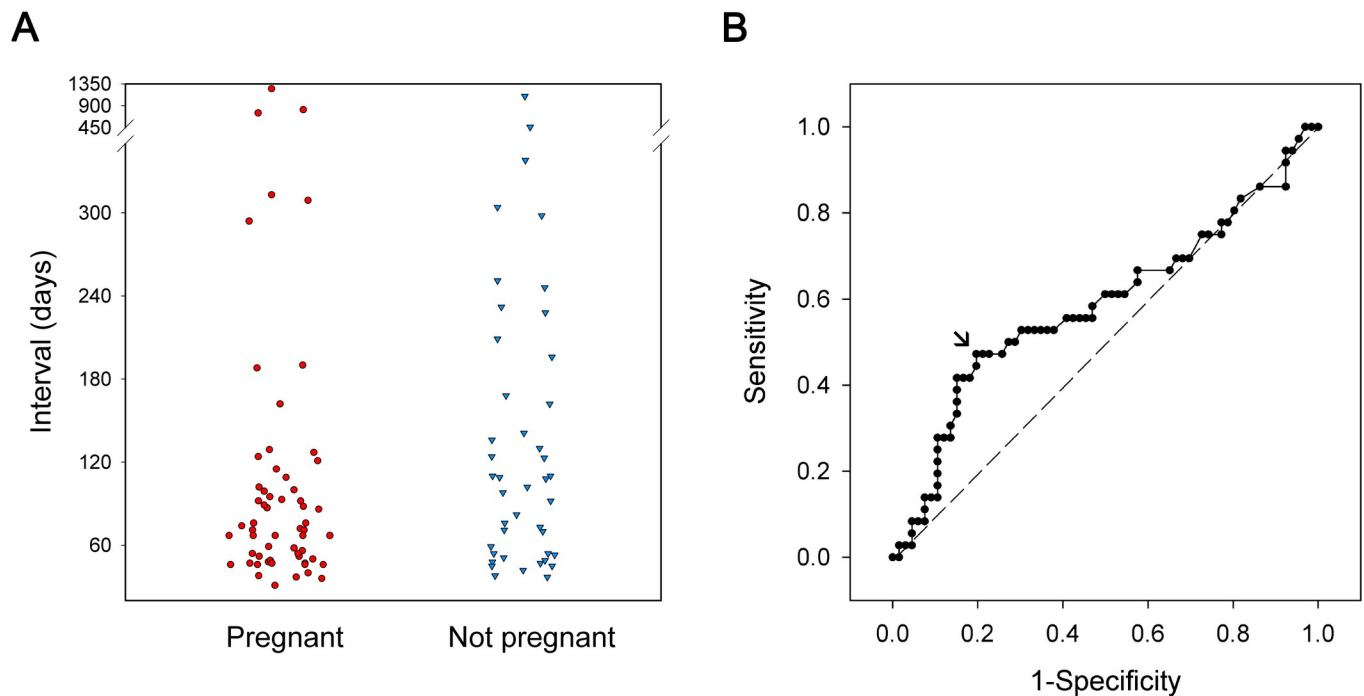 A
1350
900
450
300
240
180
120
60
Interval (days)
Pregnant
Not pregnant
B
1.0
0.8
0.6
0.4
0.2
0.0
Sensitivity
0.0 0.2 0.4 0.6 0.8 1.0
1-Specificity